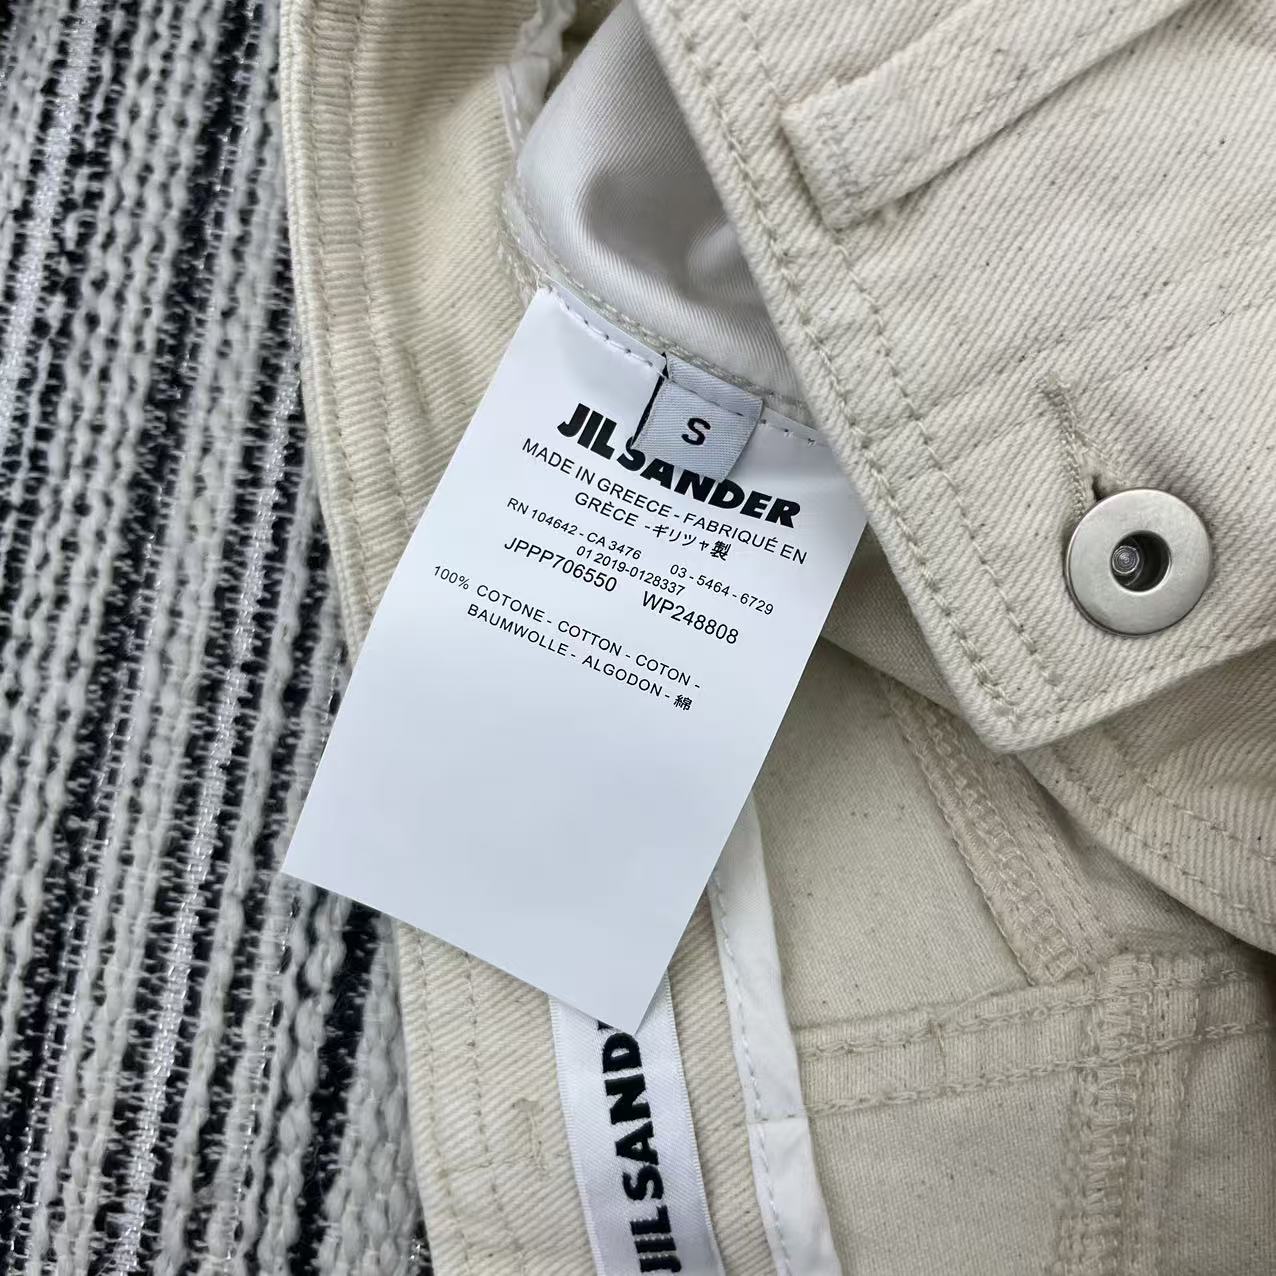 S
JIL SANDER
MADE IN GREECE - FABRIQUÉ EN
GRÈCE - ギリツャ製
RN 104642 - CA 3476 03 - 5464 - 6729
01 2019-0128337
JPPP706550 WP248808
100% COTONE - COTTON - COTON -
BAUMWOLLE - ALGODON - 綿
JIL SANDER